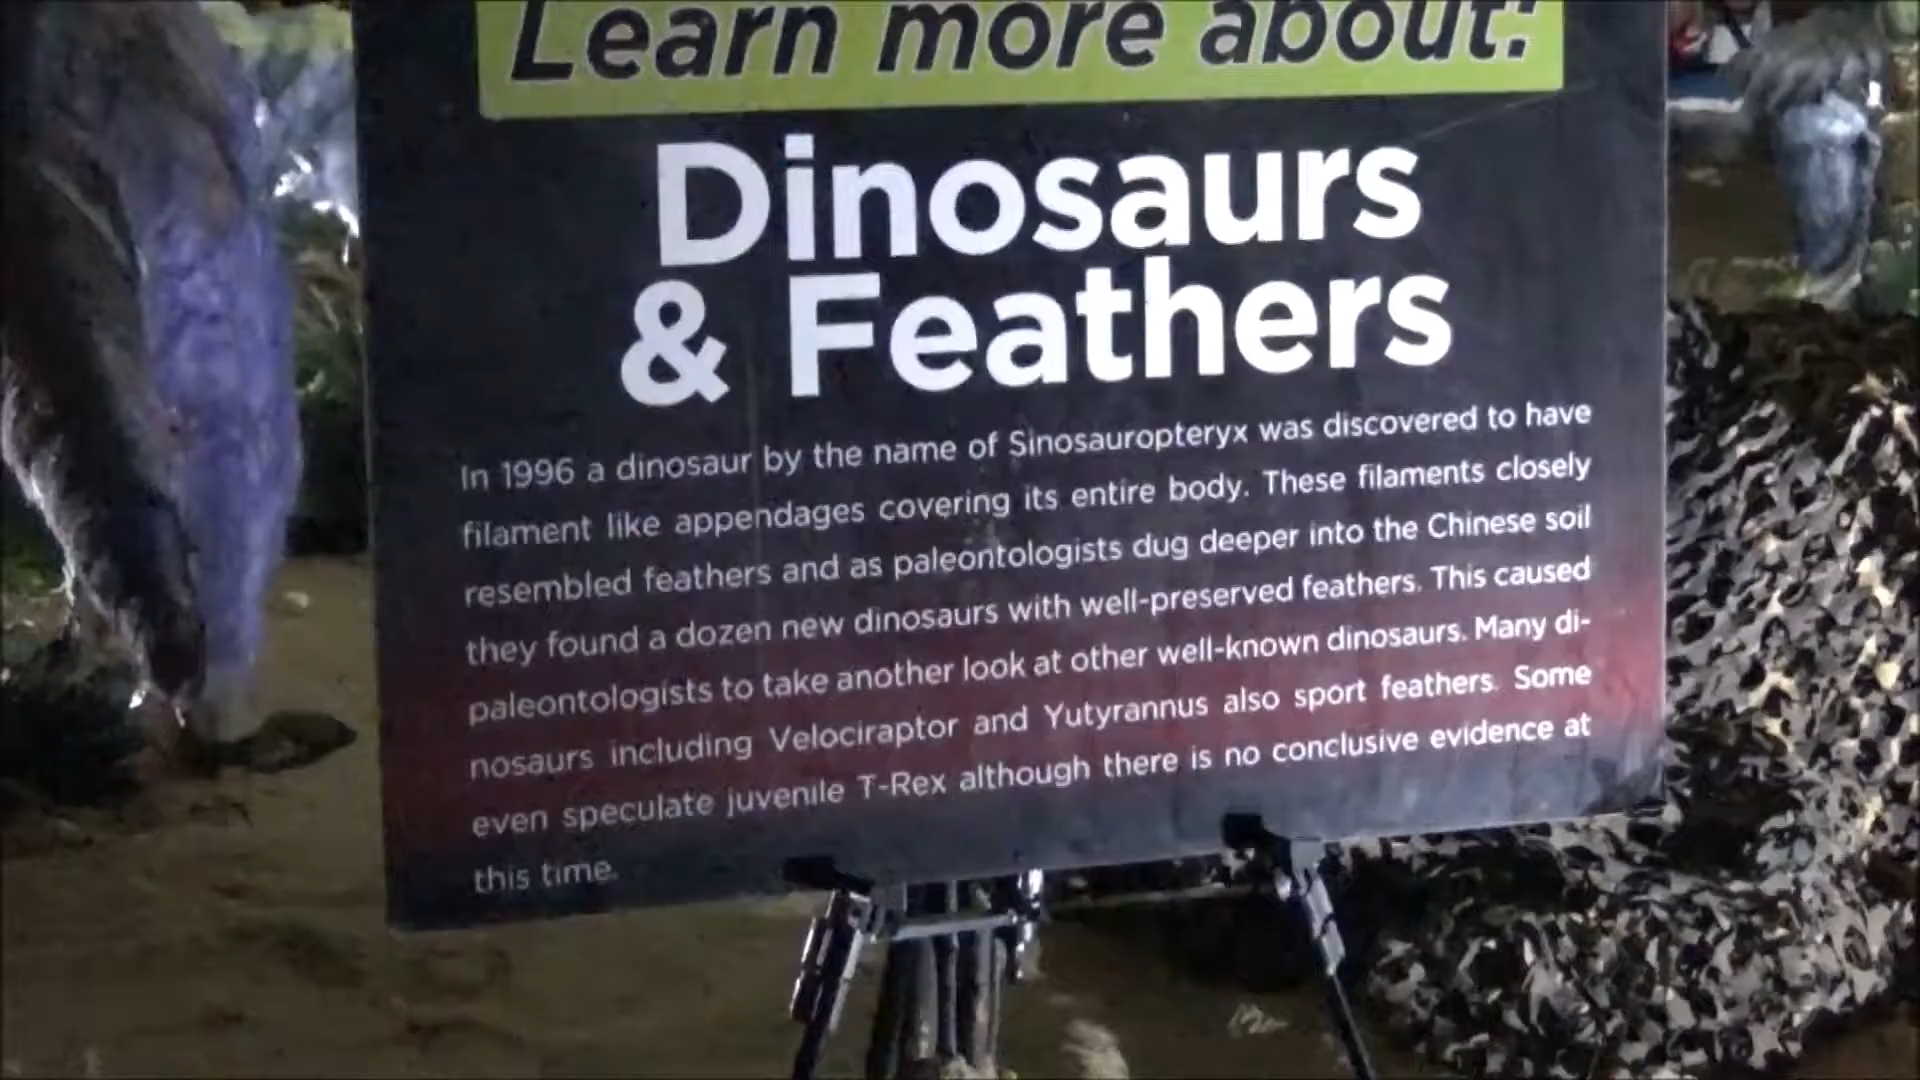 Learn more about:
Dinosaurs
& Feathers
In 1996 a dinosaur by the name of Sinosauropteryx was discovered to have
filament like appendages covering its entire body. These filaments closely
resembled feathers and as paleontologists dug deeper into the Chinese soil
they found a dozen new dinosaurs with well-preserved feathers. This caused
paleontologists to take another look at other well-known dinosaurs. Many di-
nosaurs including Velociraptor and Yutyrannus also sport feathers. Some
even speculate juvenile T-Rex although there is no conclusive evidence at
this time.